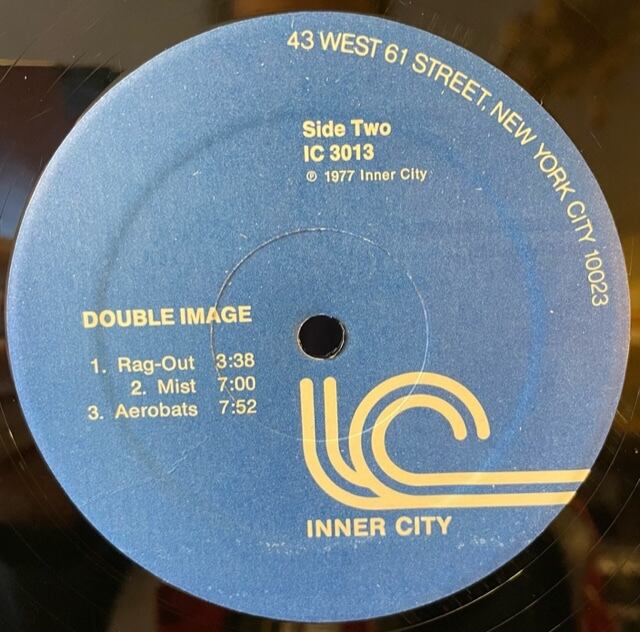 43 WEST 61 STREET, NEW YORK CITY 10023
Side Two
IC 3013
℗ 1977 Inner City
DOUBLE IMAGE
1. Rag-Out 3:38
2. Mist 7:00
3. Aerobats 7:52
IC
INNER CITY